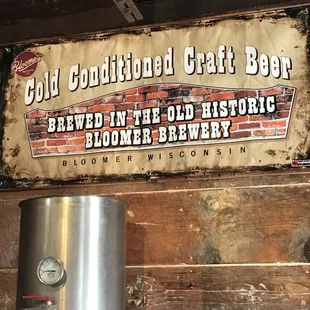 Bloomer
Cold Conditioned Craft Beer
BREWED IN THE OLD HISTORIC
BLOOMER BREWERY
BLOOMER WISCONSIN